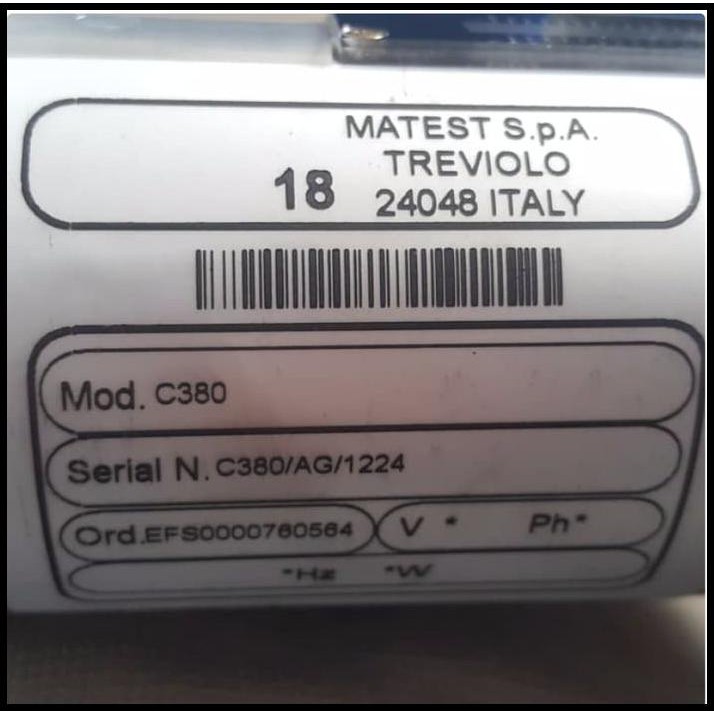 MATEST S.p.A.
TREVIOLO
18 24048 ITALY
Mod. C380
Serial N. C380/AG/1224
Ord.EFS0000760564 V * Ph*
*Hz *W